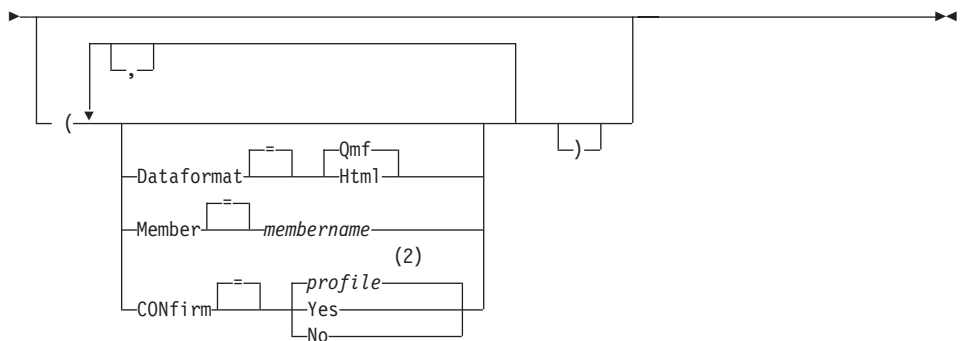 ,
(
)
= Qmf
Dataformat Html
=
Member membername
(2)
= profile
CONfirm Yes
No